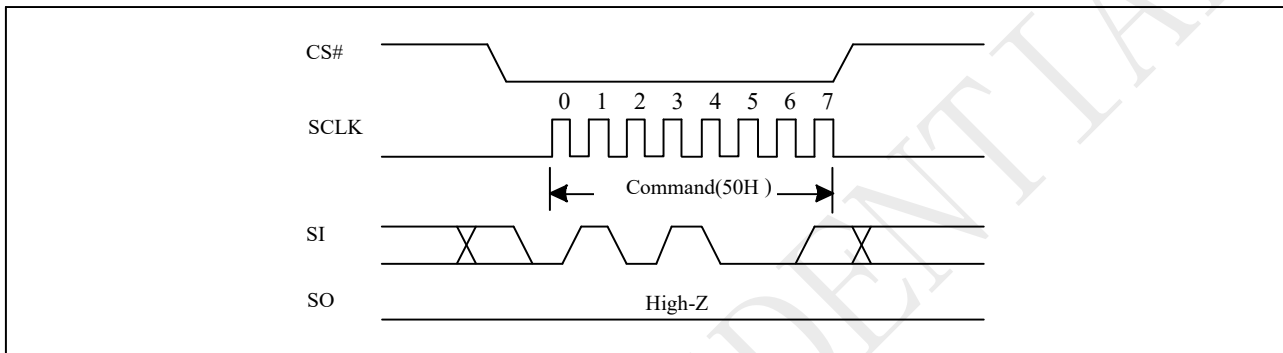 CS#
0 1 2 3 4 5 6 7
SCLK
Command(50H )
SI
SO
High-Z